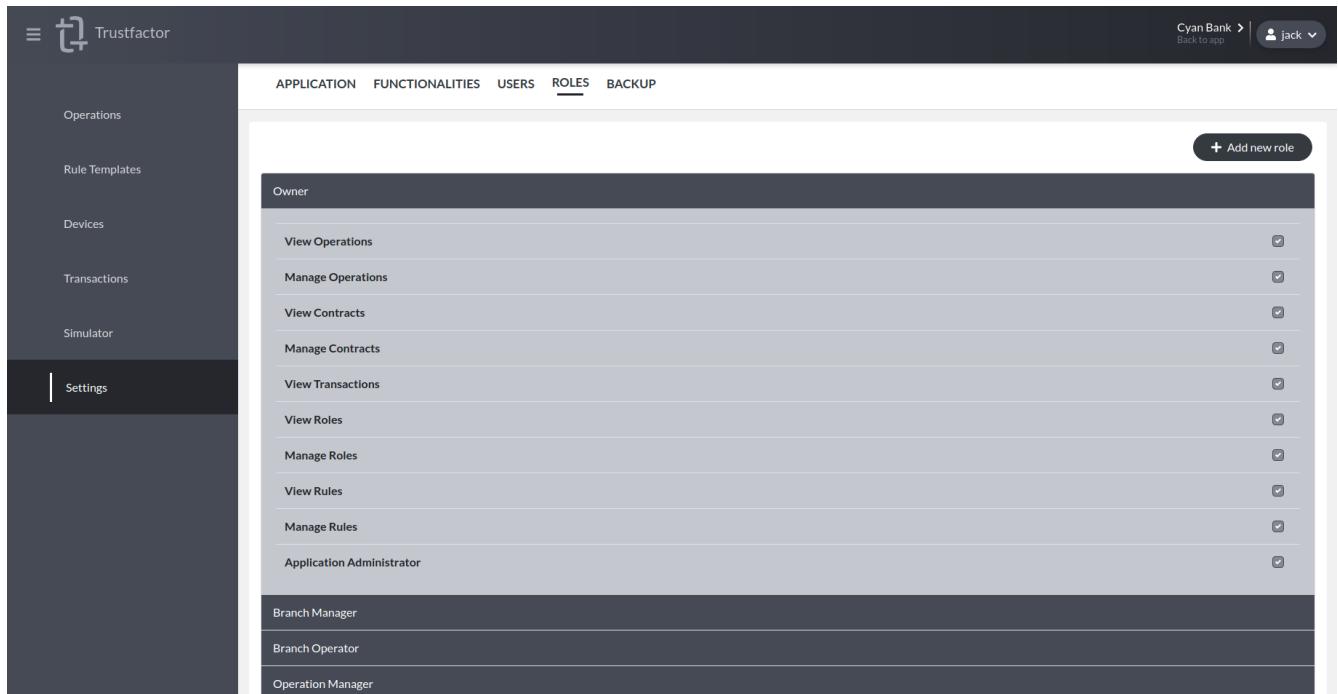 Trustfactor
Cyan Bank
Back to app
jack
APPLICATION FUNCTIONALITIES USERS ROLES BACKUP
Operations
Rule Templates
Devices
Transactions
Simulator
Settings
+ Add new role
Owner
View Operations
Manage Operations
View Contracts
Manage Contracts
View Transactions
View Roles
Manage Roles
View Rules
Manage Rules
Application Administrator
Branch Manager
Branch Operator
Operation Manager